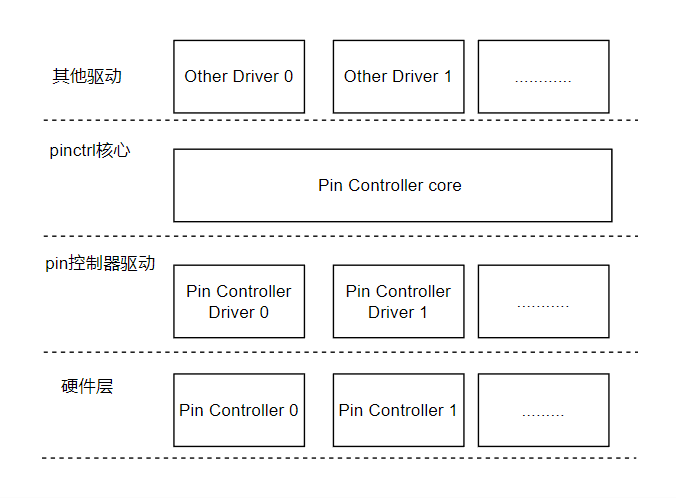 其他驱动
Other Driver 0
Other Driver 1
............
pinctrl核心
Pin Controller core
pin控制器驱动
Pin Controller
Driver 0
Pin Controller
Driver 1
...........
硬件层
Pin Controller 0
Pin Controller 1
.........